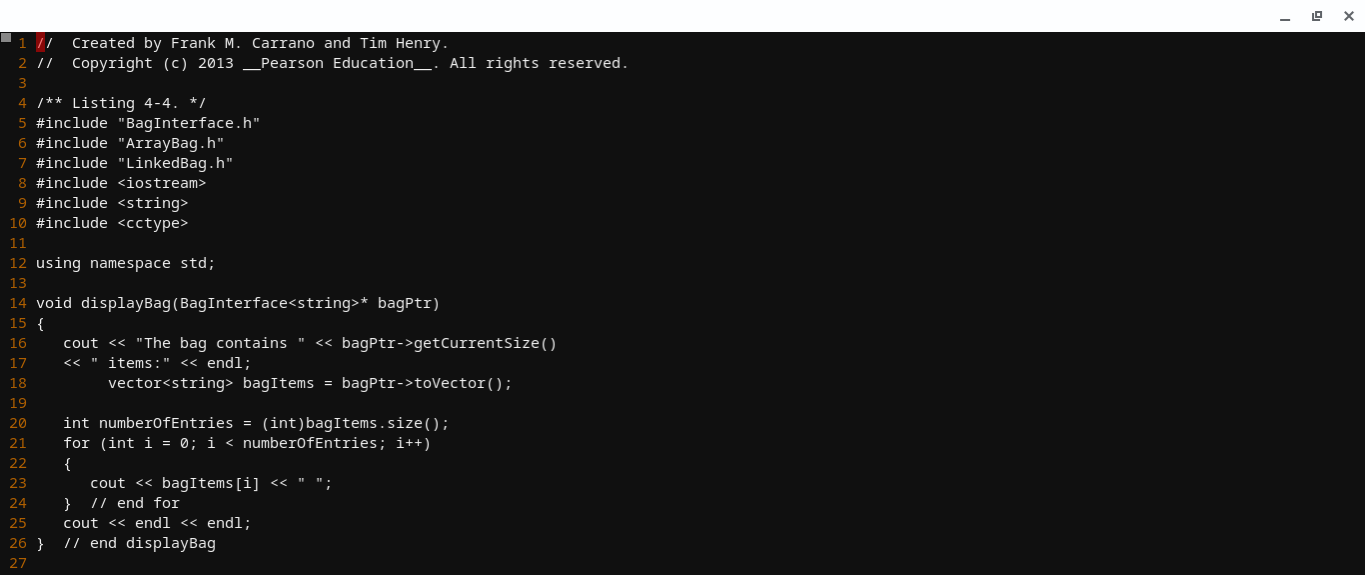 1 //  Created by Frank M. Carrano and Tim Henry.
2 //  Copyright (c) 2013 __Pearson Education__. All rights reserved.
3
4 /** Listing 4-4. */
5 #include "BagInterface.h"
6 #include "ArrayBag.h"
7 #include "LinkedBag.h"
8 #include <iostream>
9 #include <string>
10 #include <cctype>
11
12 using namespace std;
13
14 void displayBag(BagInterface<string>* bagPtr)
15 {
16    cout << "The bag contains " << bagPtr->getCurrentSize()
17    << " items:" << endl;
18         vector<string> bagItems = bagPtr->toVector();
19
20    int numberOfEntries = (int)bagItems.size();
21    for (int i = 0; i < numberOfEntries; i++)
22    {
23       cout << bagItems[i] << " ";
24    }  // end for
25    cout << endl << endl;
26 }  // end displayBag
27